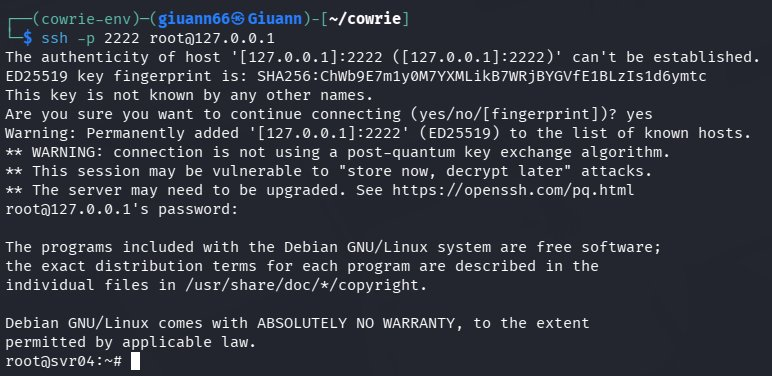 ┌──(cowrie-env)─(giuann66㉿Giuann)-[~/cowrie]
└─$ ssh -p 2222 root@127.0.0.1
The authenticity of host '[127.0.0.1]:2222 ([127.0.0.1]:2222)' can't be established.
ED25519 key fingerprint is: SHA256:ChWb9E7m1y0M7YXMLikB7WRjBYGVfE1BLzIs1d6ymtc
This key is not known by any other names.
Are you sure you want to continue connecting (yes/no/[fingerprint])? yes
Warning: Permanently added '[127.0.0.1]:2222' (ED25519) to the list of known hosts.
** WARNING: connection is not using a post-quantum key exchange algorithm.
** This session may be vulnerable to "store now, decrypt later" attacks.
** The server may need to be upgraded. See https://openssh.com/pq.html
root@127.0.0.1's password:

The programs included with the Debian GNU/Linux system are free software;
the exact distribution terms for each program are described in the
individual files in /usr/share/doc/*/copyright.

Debian GNU/Linux comes with ABSOLUTELY NO WARRANTY, to the extent
permitted by applicable law.
root@svr04:~#